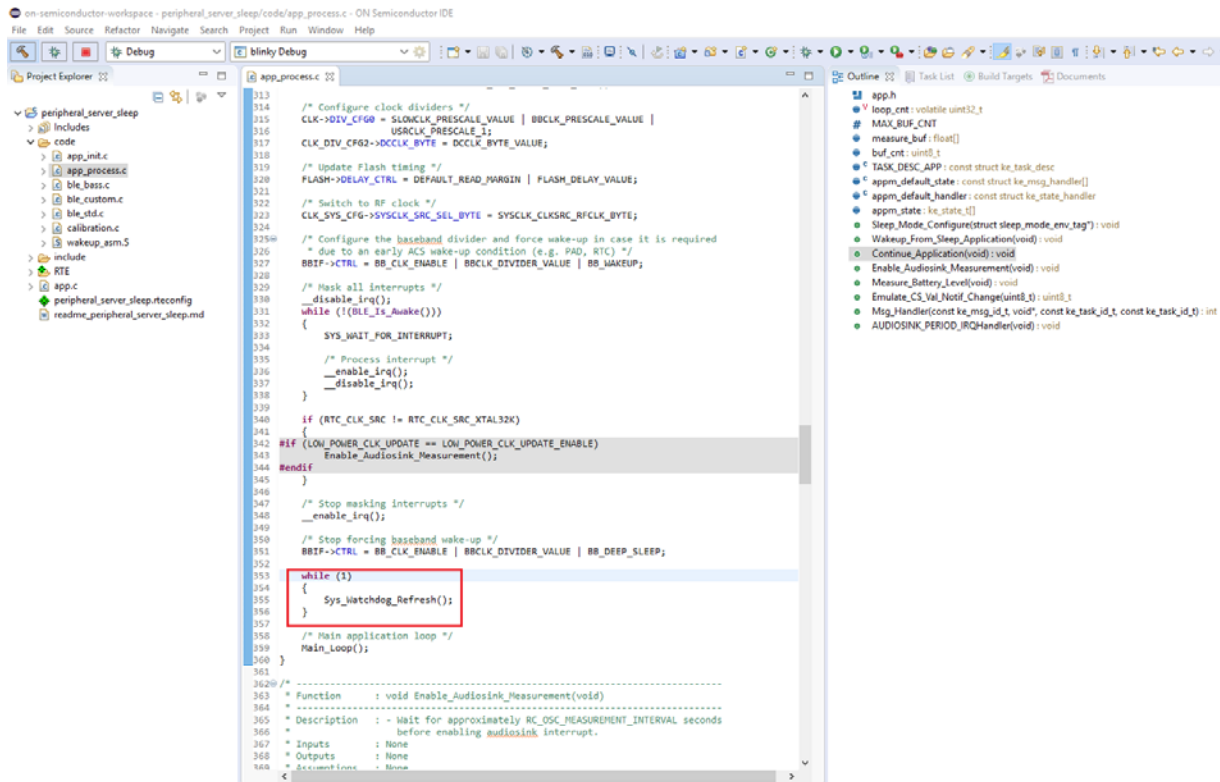 on-semiconductor-workspace - peripheral_server_sleep/code/app_process.c - ON Semiconductor IDE
File Edit Source Refactor Navigate Search Project Run Window Help
Debug
blinky Debug
Project Explorer
peripheral_server_sleep
Includes
code
app_init.c
app_process.c
ble_bass.c
ble_custom.c
ble_std.c
calibration.c
wakeup_asm.S
include
RTE
app.c
peripheral_server_sleep.rteconfig
readme_peripheral_server_sleep.md
app_process.c
313
314 /* Configure clock dividers */
315 CLK->DIV_CFG0 = SLOWCLK_PRESCALE_VALUE | BBCLK_PRESCALE_VALUE |
316 USRCLK_PRESCALE_1;
317 CLK_DIV_CFG2->DCCLK_BYTE = DCCLK_BYTE_VALUE;
318
319 /* Update Flash timing */
320 FLASH->DELAY_CTRL = DEFAULT_READ_MARGIN | FLASH_DELAY_VALUE;
321
322 /* Switch to RF clock */
323 CLK_SYS_CFG->SYSCLK_SRC_SEL_BYTE = SYSCLK_CLKSRC_RFCLK_BYTE;
324
325 /* Configure the baseband divider and force wake-up in case it is required
326 * due to an early ACS wake-up condition (e.g. PAD, RTC) */
327 BBIF->CTRL = BB_CLK_ENABLE | BBCLK_DIVIDER_VALUE | BB_WAKEUP;
328
329 /* Mask all interrupts */
330 __disable_irq();
331 while (!(BLE_Is_Awake()))
332 {
333 SYS_WAIT_FOR_INTERRUPT;
334
335 /* Process interrupt */
336 __enable_irq();
337 __disable_irq();
338 }
339
340 if (RTC_CLK_SRC != RTC_CLK_SRC_XTAL32K)
341 {
342 #if (LOW_POWER_CLK_UPDATE == LOW_POWER_CLK_UPDATE_ENABLE)
343 Enable_Audiosink_Measurement();
344 #endif
345 }
346
347 /* Stop masking interrupts */
348 __enable_irq();
349
350 /* Stop forcing baseband wake-up */
351 BBIF->CTRL = BB_CLK_ENABLE | BBCLK_DIVIDER_VALUE | BB_DEEP_SLEEP;
352
353 while (1)
354 {
355 Sys_Watchdog_Refresh();
356 }
357
358 /* Main application loop */
359 Main_Loop();
360 }
361
362 /* ----------------------------------------------------------------------------
363 * Function : void Enable_Audiosink_Measurement(void)
364 * ----------------------------------------------------------------------------
365 * Description : - Wait for approximately RC_OSC_MEASUREMENT_INTERVAL seconds
366 * before enabling audiosink interrupt.
367 * Inputs : None
368 * Outputs : None
369 * Assumptions : None
Outline Task List Build Targets Documents
app.h
loop_cnt : volatile uint32_t
MAX_BUF_CNT
measure_buf : float[]
buf_cnt : uint8_t
TASK_DESC_APP : const struct ke_task_desc
appm_default_state : const struct ke_msg_handler[]
appm_default_handler : const struct ke_state_handler
appm_state : ke_state_t[]
Sleep_Mode_Configure(struct sleep_mode_env_tag*) : void
Wakeup_From_Sleep_Application(void) : void
Continue_Application(void) : void
Enable_Audiosink_Measurement(void) : void
Measure_Battery_Level(void) : void
Emulate_CS_Val_Notif_Change(uint8_t) : uint8_t
Msg_Handler(const ke_msg_id_t, void*, const ke_task_id_t, const ke_task_id_t) : int
AUDIOSINK_PERIOD_IRQHandler(void) : void